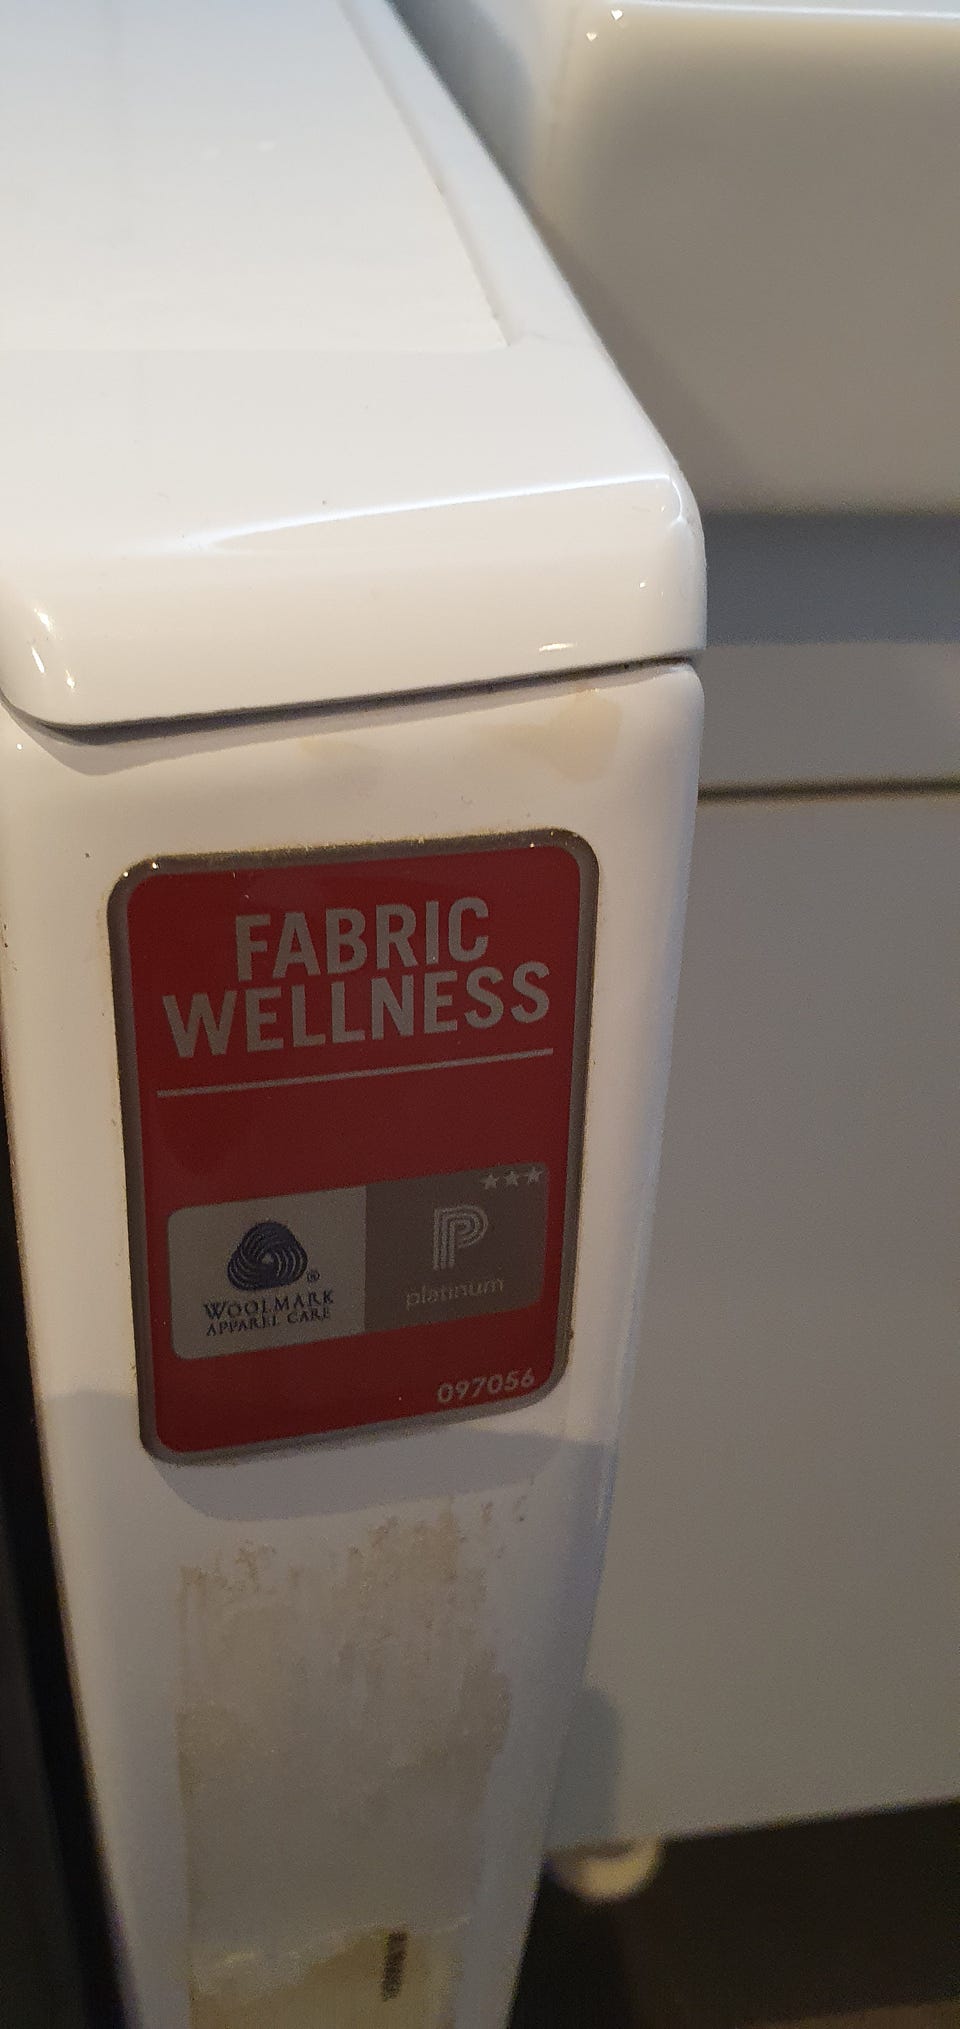 FABRIC
WELLNESS
WOOLMARK
APPAREL CARE
P
platinum
097056